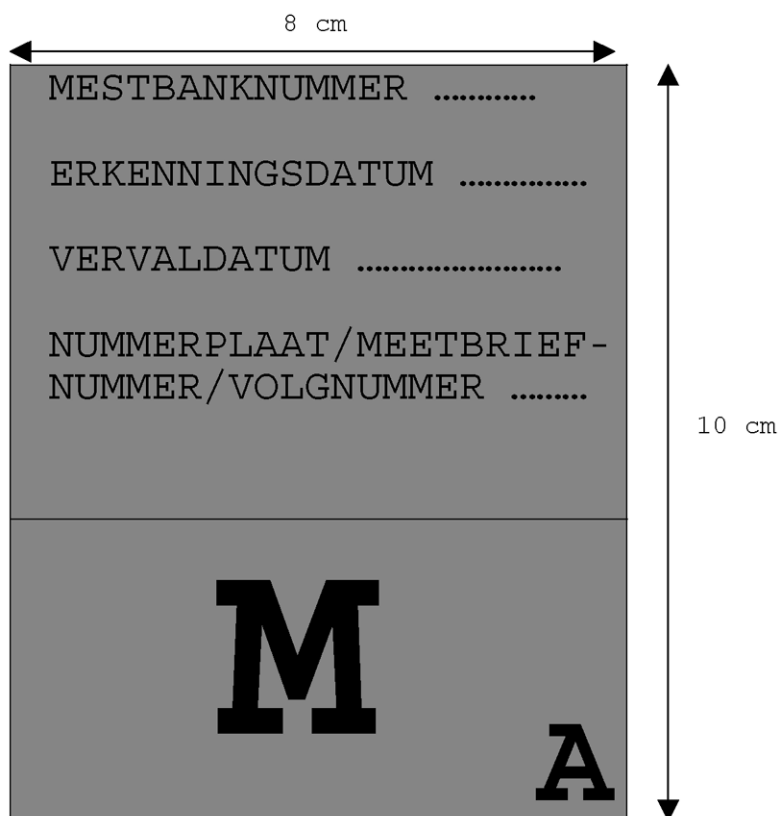 8 cm
MESTBANKNUMMER …………
ERKENNINGSDATUM ……………
VERVALDATUM ……………………
NUMMERPLAAT/MEETBRIEF-
NUMMER/VOLGNUMMER ………
10 cm
M
A